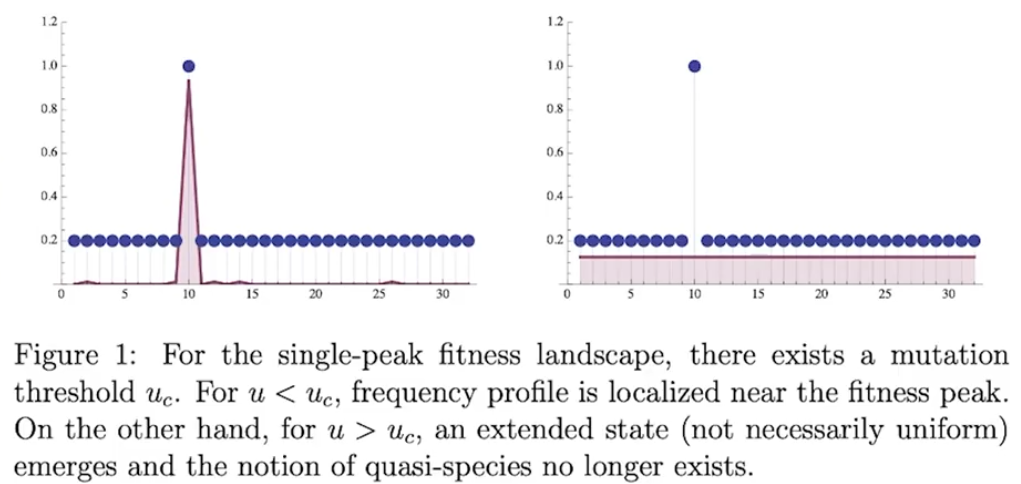 1.2
1.0
0.8
0.6
0.4
0.2
0 5 10 15 20 25 30
1.2
1.0
0.8
0.6
0.4
0.2
0 5 10 15 20 25 30
Figure 1: For the single-peak fitness landscape, there exists a mutation
threshold u_c. For u < u_c, frequency profile is localized near the fitness peak.
On the other hand, for u > u_c, an extended state (not necessarily uniform)
emerges and the notion of quasi-species no longer exists.